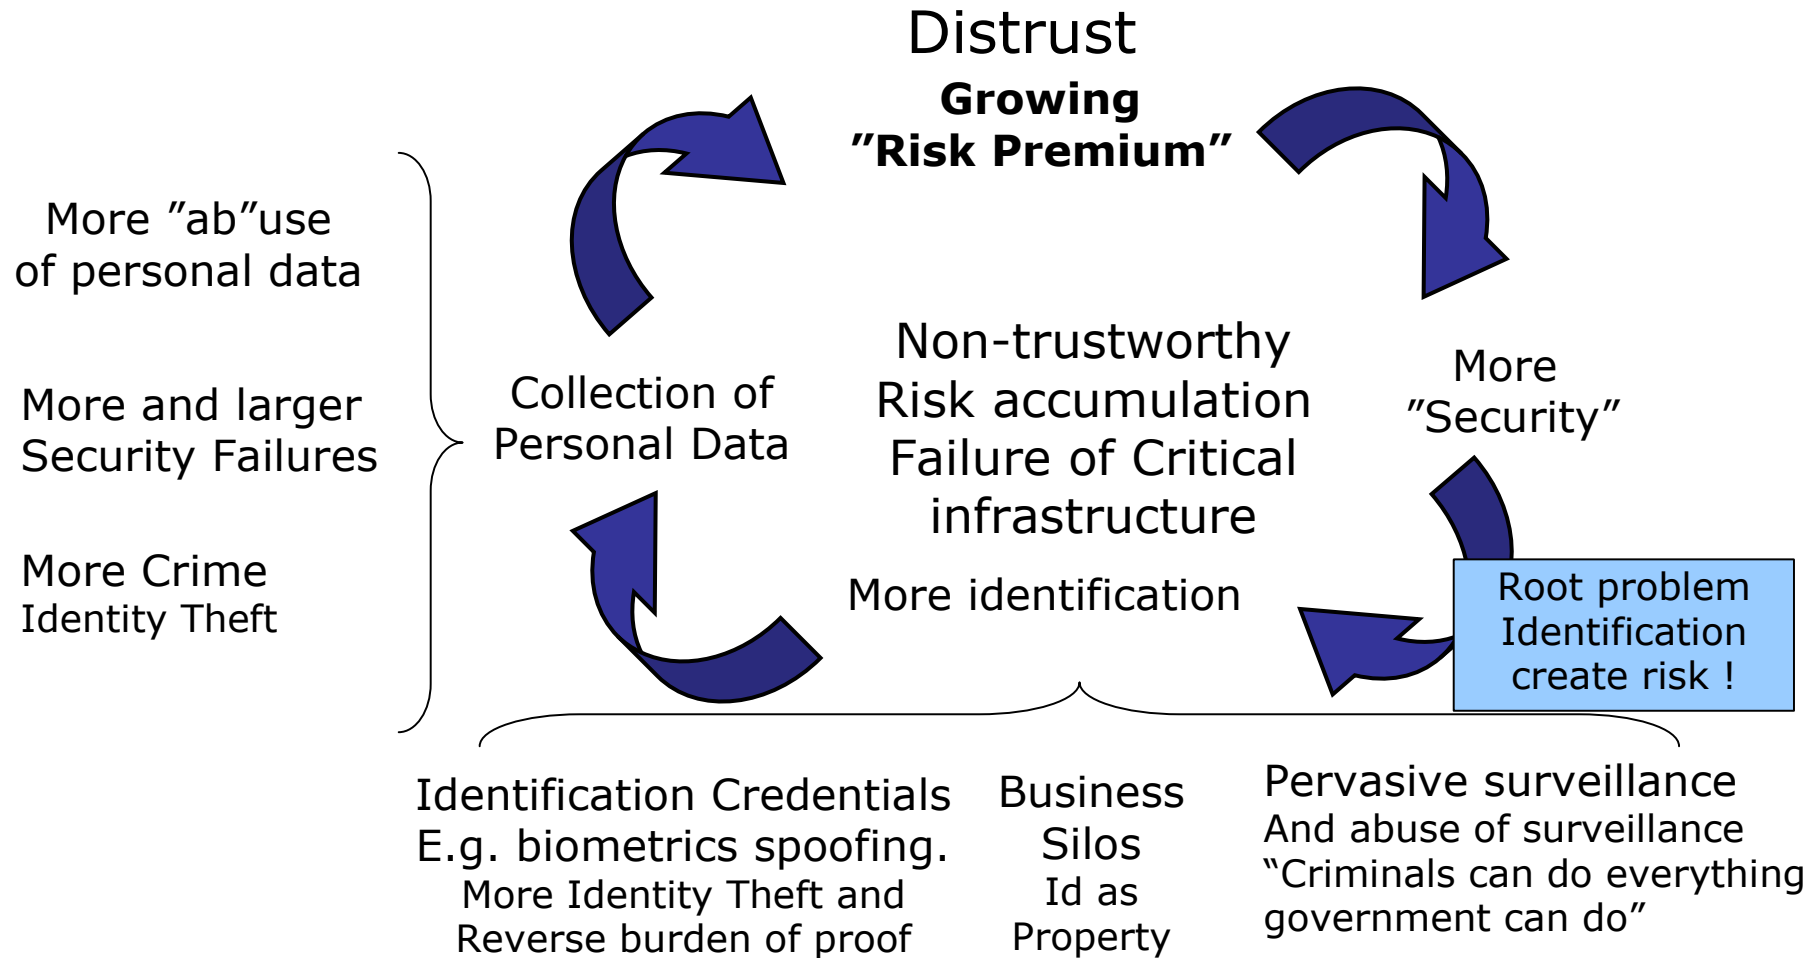 Distrust
Growing
”Risk Premium”
More ”ab”use
of personal data
More and larger
Security Failures
More Crime
Identity Theft
Collection of
Personal Data
Non-trustworthy
Risk accumulation
Failure of Critical
infrastructure
More identification
More
”Security”
Root problem
Identification
create risk !
Identification Credentials
E.g. biometrics spoofing.
More Identity Theft and
Reverse burden of proof
Business
Silos
Id as
Property
Pervasive surveillance
And abuse of surveillance
“Criminals can do everything
government can do”